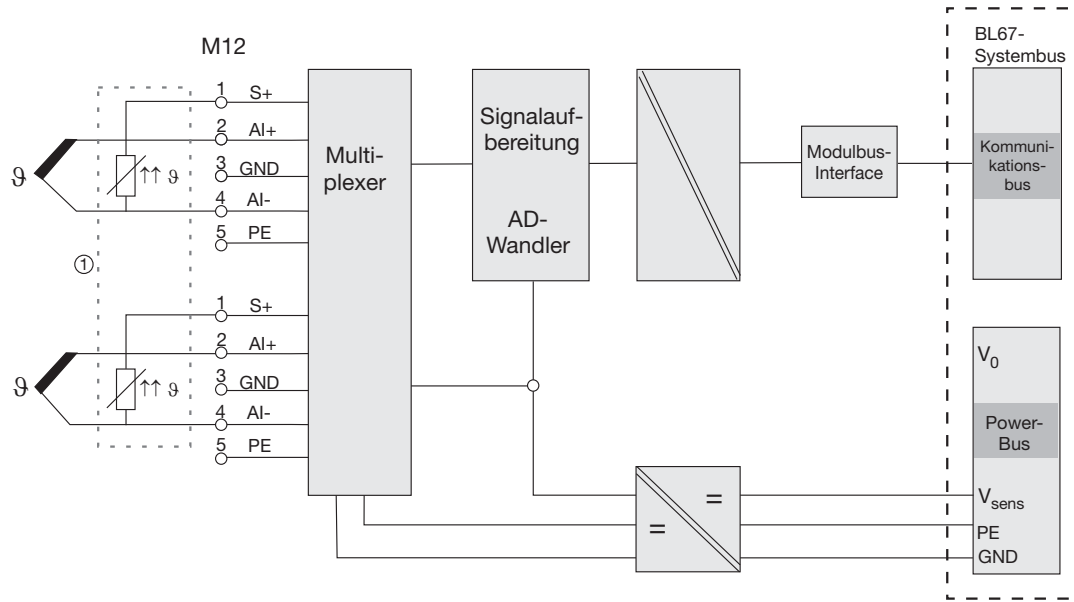 M12
BL67-
Systembus
1 S+
2 AI+
3 GND
4 AI-
5 PE
ϑ
↑↑ ϑ
①
1 S+
2 AI+
3 GND
4 AI-
5 PE
ϑ
↑↑ ϑ
Multi-
plexer
Signalauf-
bereitung
AD-
Wandler
Modulbus-
Interface
Kommuni-
kations-
bus
V0
Power-
Bus
=
=
Vsens
PE
GND